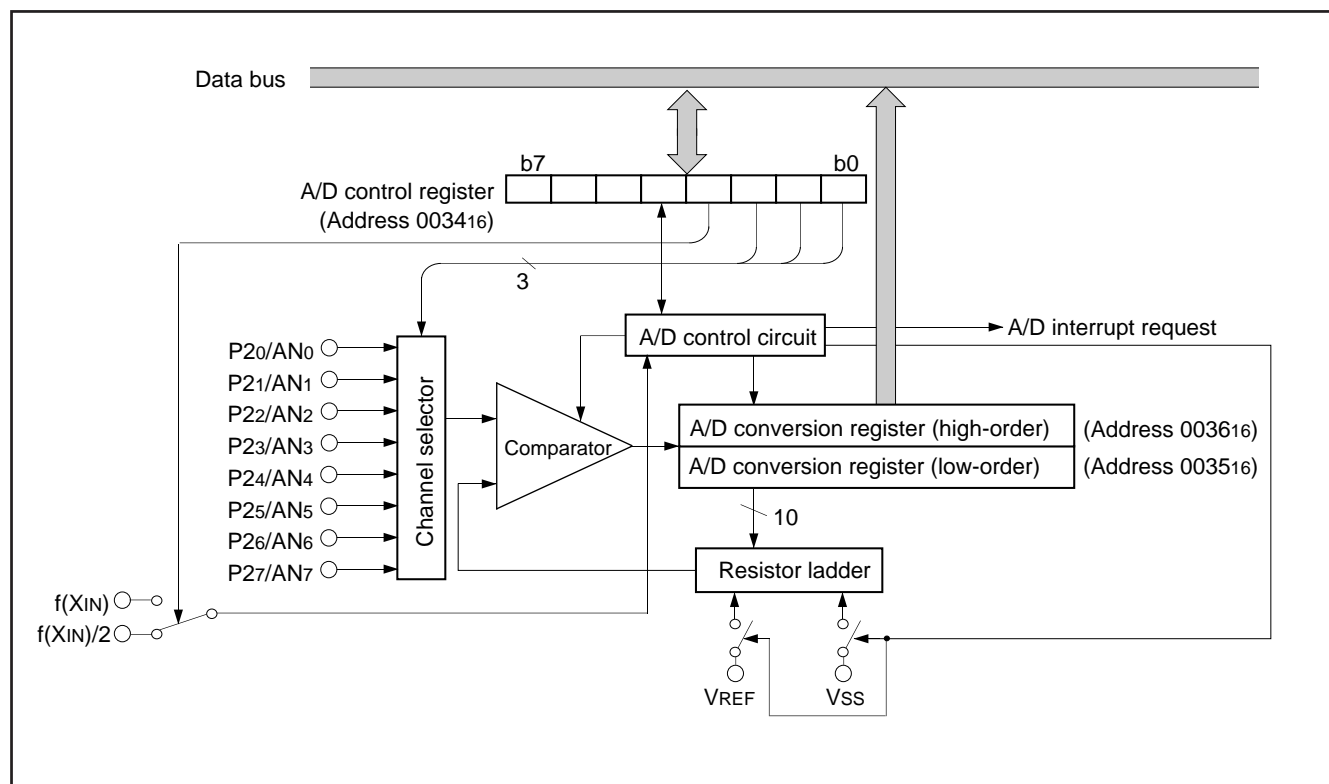 Data bus
b7 b0
A/D control register
(Address 003416)
3
A/D control circuit
A/D interrupt request
P20/AN0
P21/AN1
P22/AN2
P23/AN3
P24/AN4
P25/AN5
P26/AN6
P27/AN7
Channel selector
Comparator
A/D conversion register (high-order) (Address 003616)
A/D conversion register (low-order) (Address 003516)
10
Resistor ladder
f(XIN)
f(XIN)/2
VREF
VSS